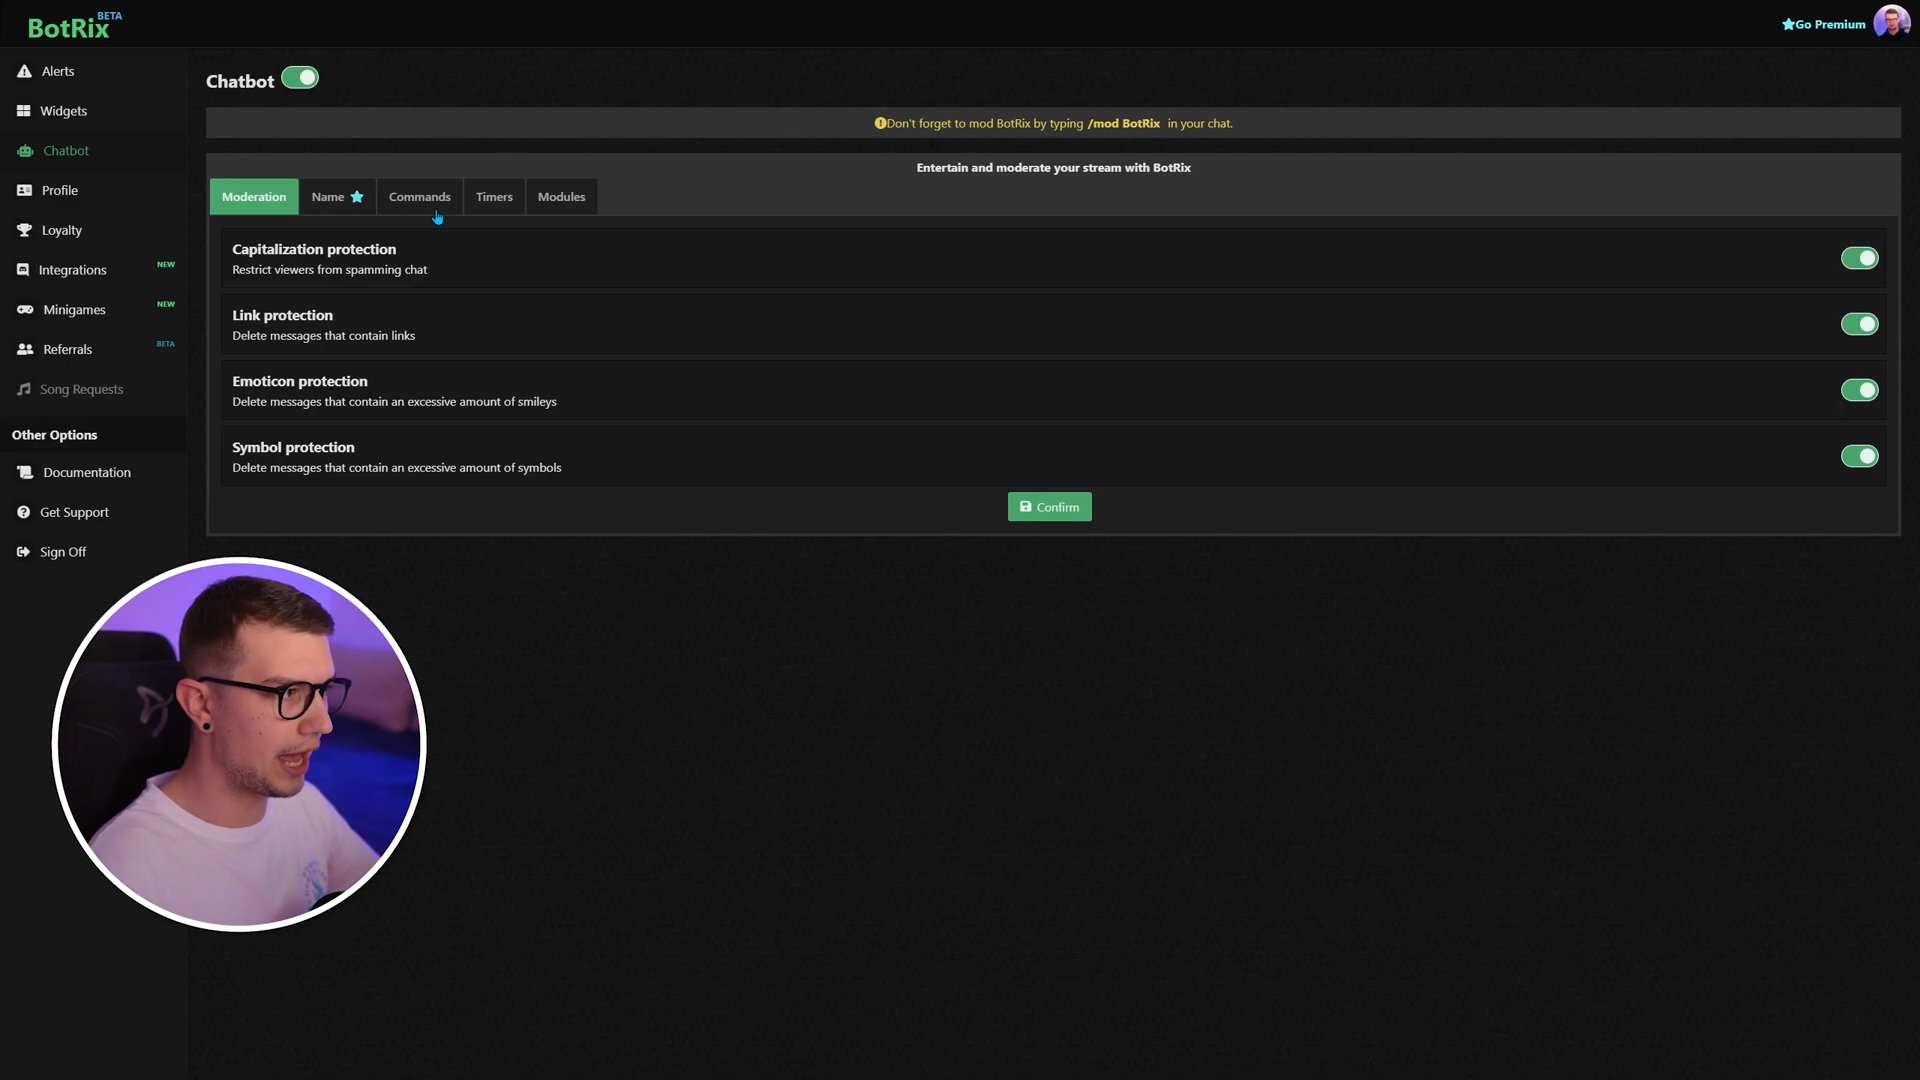 BotRix BETA
Go Premium
Alerts
Widgets
Chatbot
Profile
Loyalty
Integrations NEW
Minigames NEW
Referrals BETA
Song Requests
Other Options
Documentation
Get Support
Sign Off
Chatbot
Don't forget to mod BotRix by typing /mod BotRix in your chat.
Entertain and moderate your stream with BotRix
Moderation Name Commands Timers Modules
Capitalization protection
Restrict viewers from spamming chat
Link protection
Delete messages that contain links
Emoticon protection
Delete messages that contain an excessive amount of smileys
Symbol protection
Delete messages that contain an excessive amount of symbols
Confirm